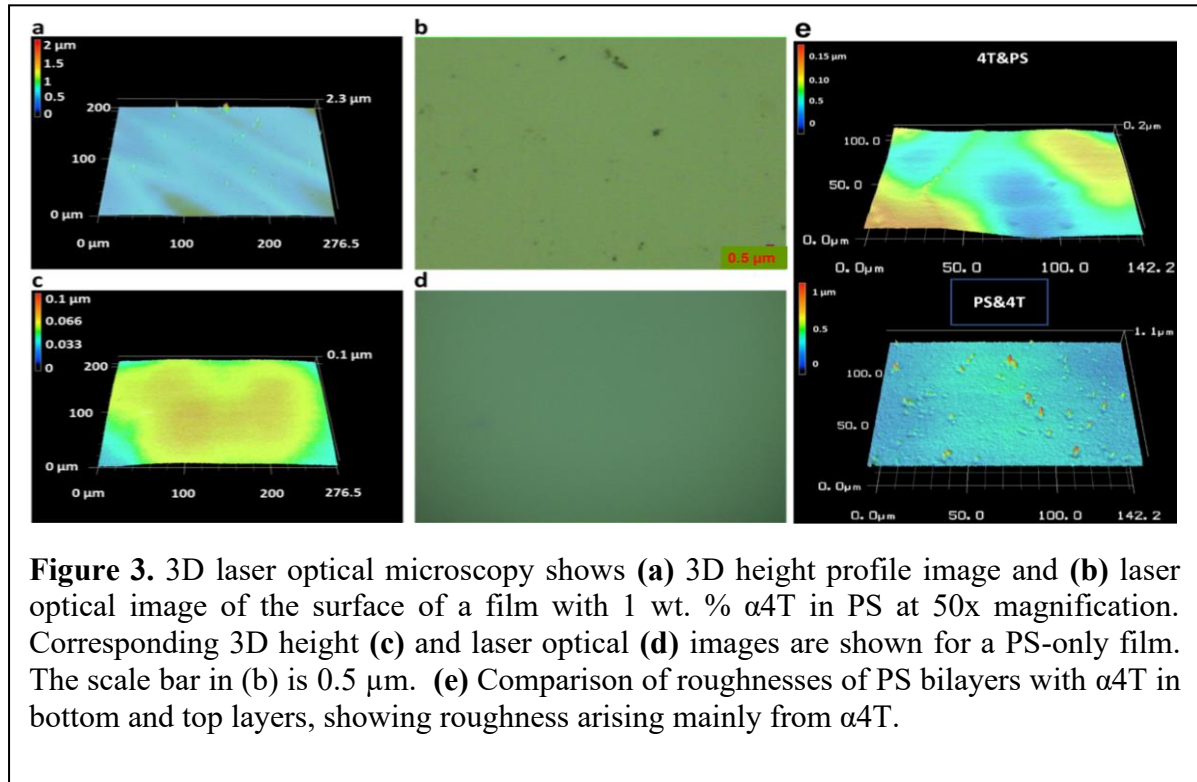 a
2 µm
1.5
1
0.5
0
200
100
0 µm
0 µm
100
200
276.5
2.3 µm
b
0.5 µm
c
0.1 µm
0.066
0.033
0
200
100
0 µm
0 µm
100
200
276.5
0.1 µm
d
e
4T&PS
0.15 µm
0.10
0.5
0
100.0
50.0
0.0µm
0.0µm
50.0
100.0
142.2
0.2µm
PS&4T
1 µm
0.5
0
100.0
50.0
0.0µm
0.0µm
50.0
100.0
142.2
1.1µm
Figure 3. 3D laser optical microscopy shows (a) 3D height profile image and (b) laser
optical image of the surface of a film with 1 wt. % α4T in PS at 50x magnification.
Corresponding 3D height (c) and laser optical (d) images are shown for a PS-only film.
The scale bar in (b) is 0.5 µm. (e) Comparison of roughnesses of PS bilayers with α4T in
bottom and top layers, showing roughness arising mainly from α4T.